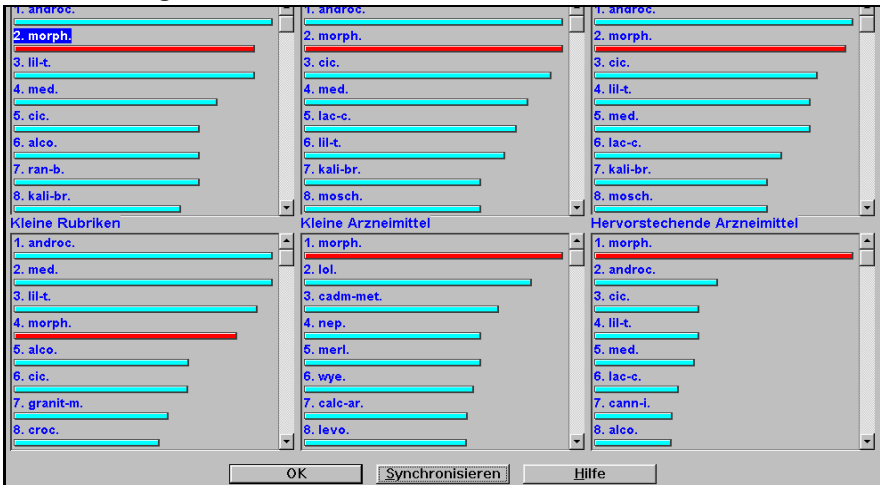 1. androc.
2. morph.
3. lil-t.
4. med.
5. cic.
6. alco.
7. ran-b.
8. kali-br.
1. androc.
2. morph.
3. cic.
4. med.
5. lac-c.
6. lil-t.
7. kali-br.
8. mosch.
1. androc.
2. morph.
3. cic.
4. lil-t.
5. med.
6. lac-c.
7. kali-br.
8. mosch.
Kleine Rubriken
1. androc.
2. med.
3. lil-t.
4. morph.
5. alco.
6. cic.
7. granit-m.
8. croc.
Kleine Arzneimittel
1. morph.
2. lol.
3. cadm-met.
4. nep.
5. merl.
6. wye.
7. calc-ar.
8. levo.
Hervorstechende Arzneimittel
1. morph.
2. androc.
3. cic.
4. lil-t.
5. med.
6. lac-c.
7. cann-i.
8. alco.
OK
Synchronisieren
Hilfe